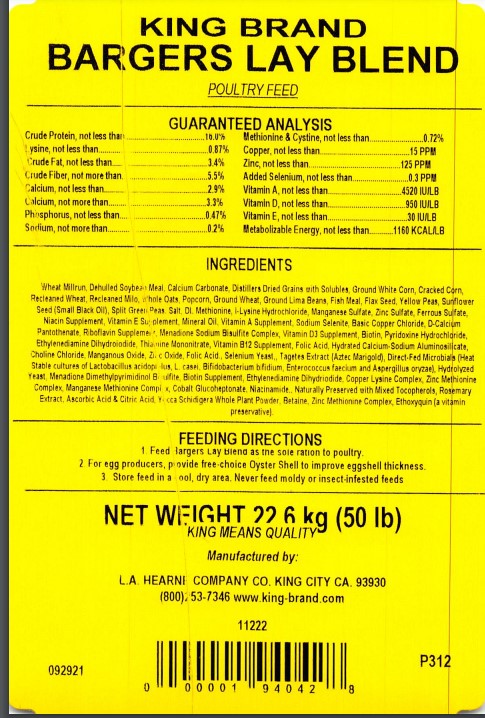 KING BRAND
BARGERS LAY BLEND
POULTRY FEED
GUARANTEED ANALYSIS
Crude Protein, not less than 16.0%
Lysine, not less than 0.87%
Crude Fat, not less than 3.4%
Crude Fiber, not more than 5.5%
Calcium, not less than 2.9%
Calcium, not more than 3.3%
Phosphorus, not less than 0.47%
Sodium, not more than 0.2%
Methionine & Cystine, not less than 0.72%
Copper, not less than 15 PPM
Zinc, not less than 125 PPM
Added Selenium, not less than 0.3 PPM
Vitamin A, not less than 4520 IU/LB
Vitamin D, not less than 950 IU/LB
Vitamin E, not less than 30 IU/LB
Metabolizable Energy, not less than 1160 KCAL/LB
INGREDIENTS
Wheat Millrun, Dehulled Soybean Meal, Calcium Carbonate, Distillers Dried Grains with Solubles, Ground White Corn, Cracked Corn,
Recleaned Wheat, Recleaned Milo, Whole Oats, Popcorn, Ground Wheat, Ground Lima Beans, Fish Meal, Flax Seed, Yellow Peas, Sunflower
Seed (Small Black Oil), Split Green Peas, Salt, DL Methionine, l-Lysine Hydrochloride, Manganese Sulfate, Zinc Sulfate, Ferrous Sulfate,
Niacin Supplement, Vitamin E Supplement, Mineral Oil, Vitamin A Supplement, Sodium Selenite, Basic Copper Chloride, D-Calcium
Pantothenate, Riboflavin Supplement, Menadione Sodium Bisulfite Complex, Vitamin D3 Supplement, Biotin, Pyridoxine Hydrochloride,
Ethylenediamine Dihydroiodide, Thiamine Mononitrate, Vitamin B12 Supplement, Folic Acid, Hydrated Calcium-Sodium Aluminosilicate,
Choline Chloride, Manganous Oxide, Zinc Oxide, Folic Acid., Selenium Yeast., Tagetes Extract (Aztec Marigold), Direct-Fed Microbials (Heat
Stable cultures of Lactobacillus acidophilus, L. casei, Bifidobacterium bifidium, Enterococcus faecium and Aspergillus oryzae), Hydrolyzed
Yeast, Menadione Dimethylpyrimidinol Bisulfite, Biotin Supplement, Ethylenediamine Dihydriodide, Copper Lysine Complex, Zinc Methionine
Complex, Manganese Methionine Complex, Cobalt Glucoheptonate, Niacinamide., Naturally Preserved with Mixed Tocopherols, Rosemary
Extract, Ascorbic Acid & Citric Acid, Yucca Schidigera Whole Plant Powder, Betaine, Zinc Methionine Complex, Ethoxyquin (a vitamin
preservative).
FEEDING DIRECTIONS
1. Feed Bargers Lay Blend as the sole ration to poultry.
2. For egg producers, provide free-choice Oyster Shell to improve eggshell thickness.
3. Store feed in a cool, dry area. Never feed moldy or insect-infested feeds
NET WEIGHT 22.6 kg (50 lb)
KING MEANS QUALITY
Manufactured by:
L.A. HEARNE COMPANY CO. KING CITY CA. 93930
(800) 53-7346 www.king-brand.com
11222
092921
P312
0 00001 94042 8